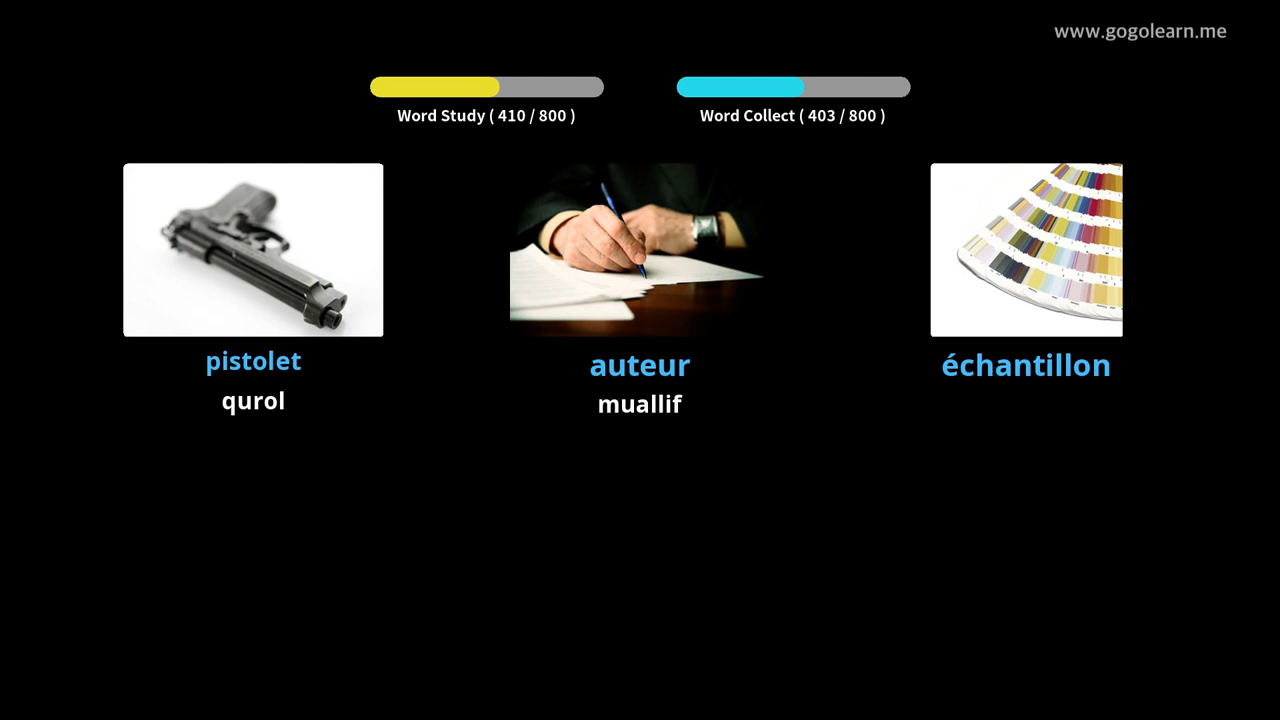 www.gogolearn.me
Word Study ( 410 / 800 )
Word Collect ( 403 / 800 )
pistolet
auteur
échantillon
qurol
muallif